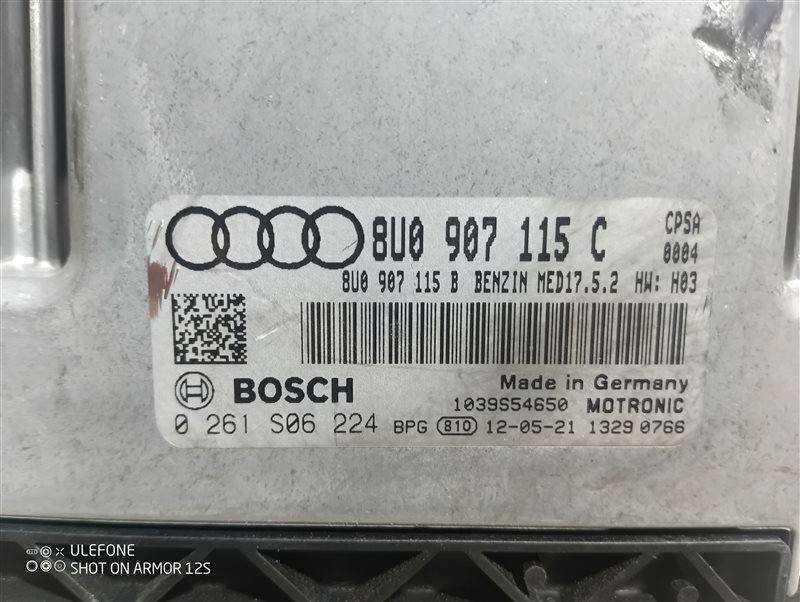 8U0 907 115 C
CPSA
0004
8U0 907 115 B BENZIN MED17.5.2 HW: H03
BOSCH
Made in Germany
1039S54650 MOTRONIC
0 261 S06 224 BPG 810 12-05-21 1329 0766
ULEFONE
SHOT ON ARMOR 12S